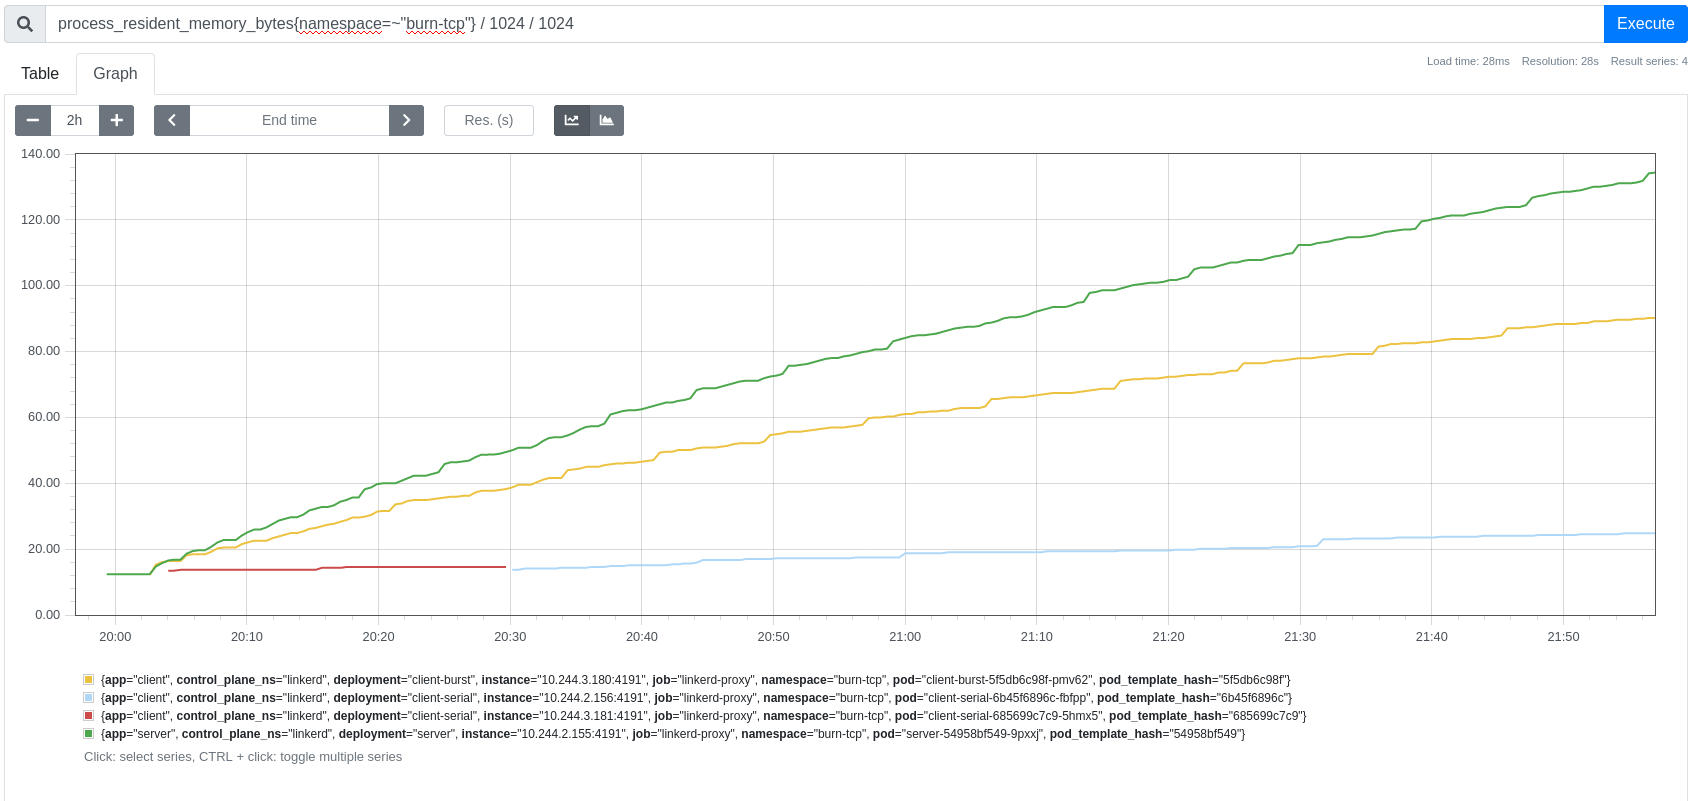 process_resident_memory_bytes{namespace=~"burn-tcp"} / 1024 / 1024
Execute
Table
Graph
Load time: 28ms Resolution: 28s Result series: 4
2h
End time
Res. (s)
140.00
120.00
100.00
80.00
60.00
40.00
20.00
0.00
20:00 20:10 20:20 20:30 20:40 20:50 21:00 21:10 21:20 21:30 21:40 21:50
{app="client", control_plane_ns="linkerd", deployment="client-burst", instance="10.244.3.180:4191", job="linkerd-proxy", namespace="burn-tcp", pod="client-burst-5f5db6c98f-pmv62", pod_template_hash="5f5db6c98f"}
{app="client", control_plane_ns="linkerd", deployment="client-serial", instance="10.244.2.156:4191", job="linkerd-proxy", namespace="burn-tcp", pod="client-serial-6b45f6896c-fbfpp", pod_template_hash="6b45f6896c"}
{app="client", control_plane_ns="linkerd", deployment="client-serial", instance="10.244.3.181:4191", job="linkerd-proxy", namespace="burn-tcp", pod="client-serial-685699c7c9-5hmx5", pod_template_hash="685699c7c9"}
{app="server", control_plane_ns="linkerd", deployment="server", instance="10.244.2.155:4191", job="linkerd-proxy", namespace="burn-tcp", pod="server-54958bf549-9pxxj", pod_template_hash="54958bf549"}
Click: select series, CTRL + click: toggle multiple series